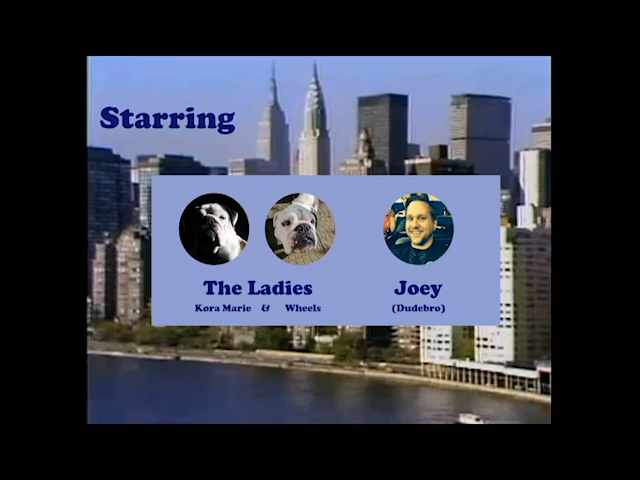 Starring
The Ladies
Kora Marie & Wheels
Joey
(Dudebro)